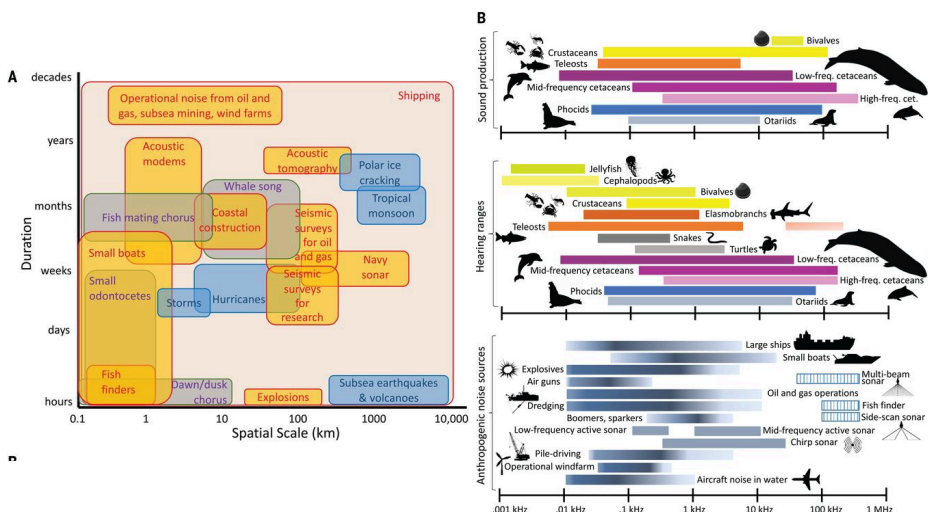 A
decades
years
months
weeks
days
hours
Duration
0.1
1
10
100
1000
10,000
Spatial Scale (km)
Shipping
Operational noise from oil and
gas, subsea mining, wind farms
Acoustic
modems
Acoustic
tomography
Polar ice
cracking
Whale song
Tropical
monsoon
Fish mating chorus
Coastal
construction
Seismic
surveys
for oil
and gas
Small boats
Navy
sonar
Small
odontocetes
Seismic
surveys
for
research
Storms
Hurricanes
Fish
finders
Dawn/dusk
chorus
Explosions
Subsea earthquakes
& volcanoes
B
Sound production
Bivalves
Crustaceans
Teleosts
Low-freq. cetaceans
Mid-frequency cetaceans
High-freq. cet.
Phocids
Otariids
Hearing ranges
Jellyfish
Cephalopods
Bivalves
Crustaceans
Elasmobranchs
Teleosts
Snakes
Turtles
Low-frequency cetaceans
Mid-frequency cetaceans
High-frequency cetaceans
Phocids
Otariids
Anthropogenic noise sources
Large ships
Small boats
Explosives
Multi-beam
sonar
Air guns
Oil and gas operations
Dredging
Fish finder
Boomers, sparkers
Side-scan sonar
Low-frequency active sonar
Mid-frequency active sonar
Chirp sonar
Pile-driving
Operational windfarm
Aircraft noise in water
.001 kHz
.01 kHz
.1 kHz
1 kHz
10 kHz
100 kHz
1 MHz